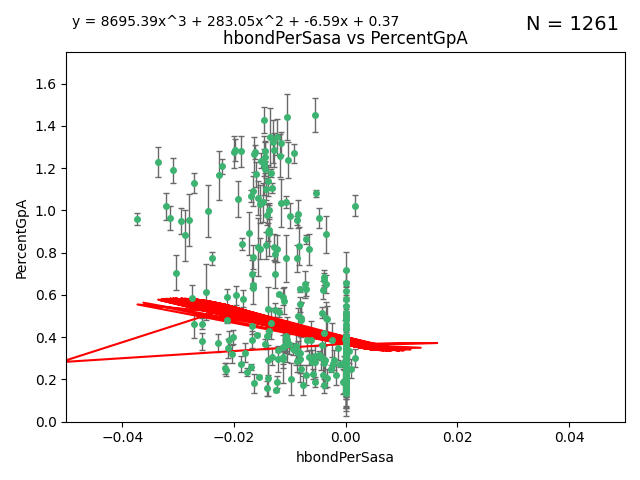 y = 8695.39x^3 + 283.05x^2 + -6.59x + 0.37
N = 1261
hbondPerSasa vs PercentGpA
1.6
1.4
1.2
1.0
0.8
0.6
0.4
0.2
0.0
PercentGpA
−0.04
−0.02
0.00
0.02
0.04
hbondPerSasa